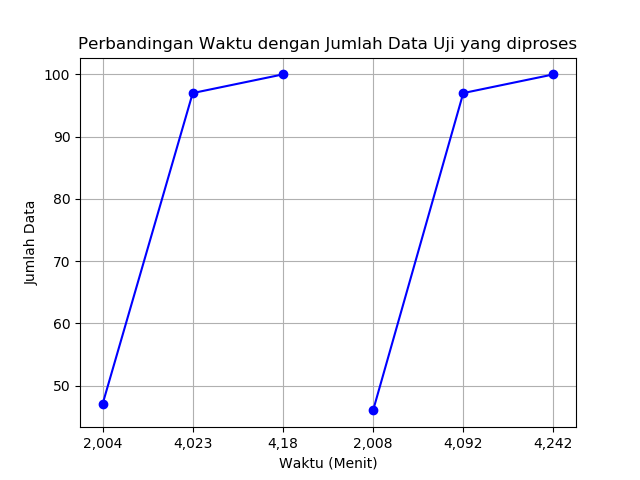 Perbandingan Waktu dengan Jumlah Data Uji yang diproses
100
90
80
70
60
50
Jumlah Data
2,004 4,023 4,18 2,008 4,092 4,242
Waktu (Menit)